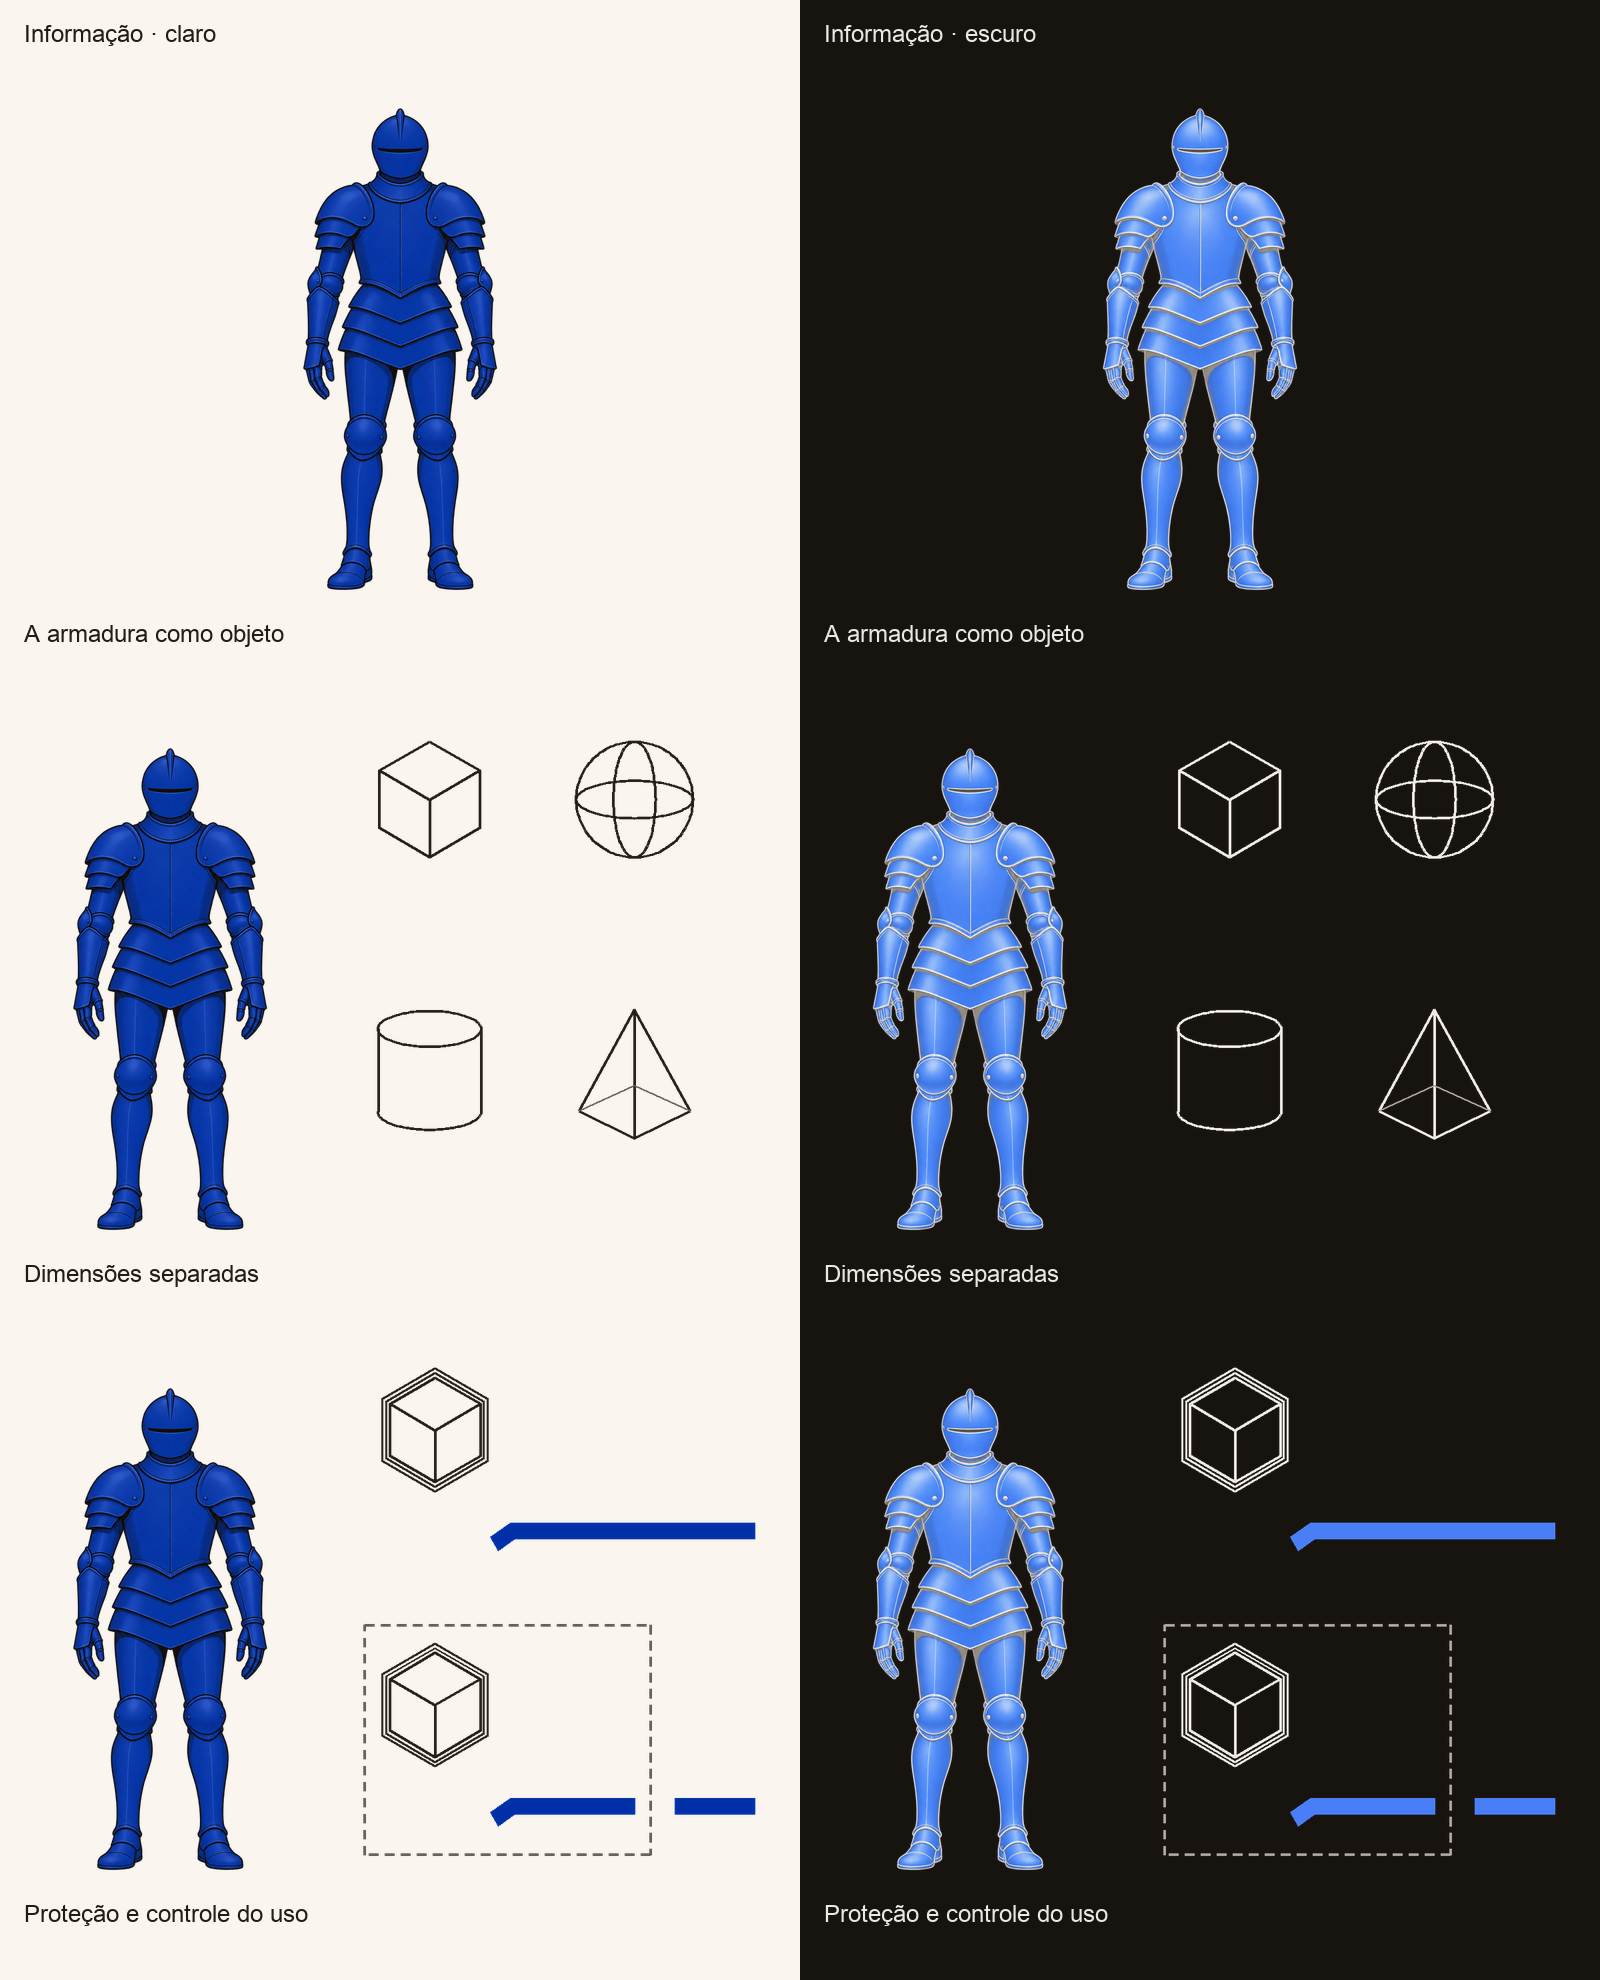 Informação · claro
Informação · escuro
A armadura como objeto
A armadura como objeto
Dimensões separadas
Dimensões separadas
Proteção e controle do uso
Proteção e controle do uso